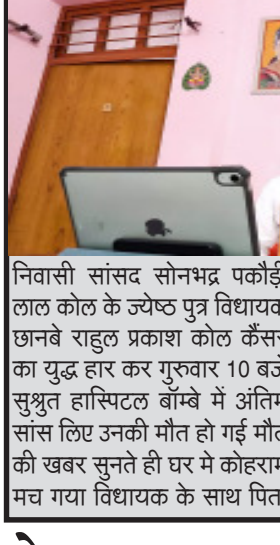 निवासी सांसद सोनभद्र पकौड़ी
लाल कोल के ज्येष्ठ पुत्र विधायक
छानबे राहुल प्रकाश कोल कैंसर
का युद्ध हार कर गुरुवार 10 बजे
सुश्रुत हास्पिटल बॉम्बे में अंतिम
सांस लिए उनकी मौत हो गई मौत
की खबर सुनते ही घर मे कोहराम
मच गया विधायक के साथ पिता